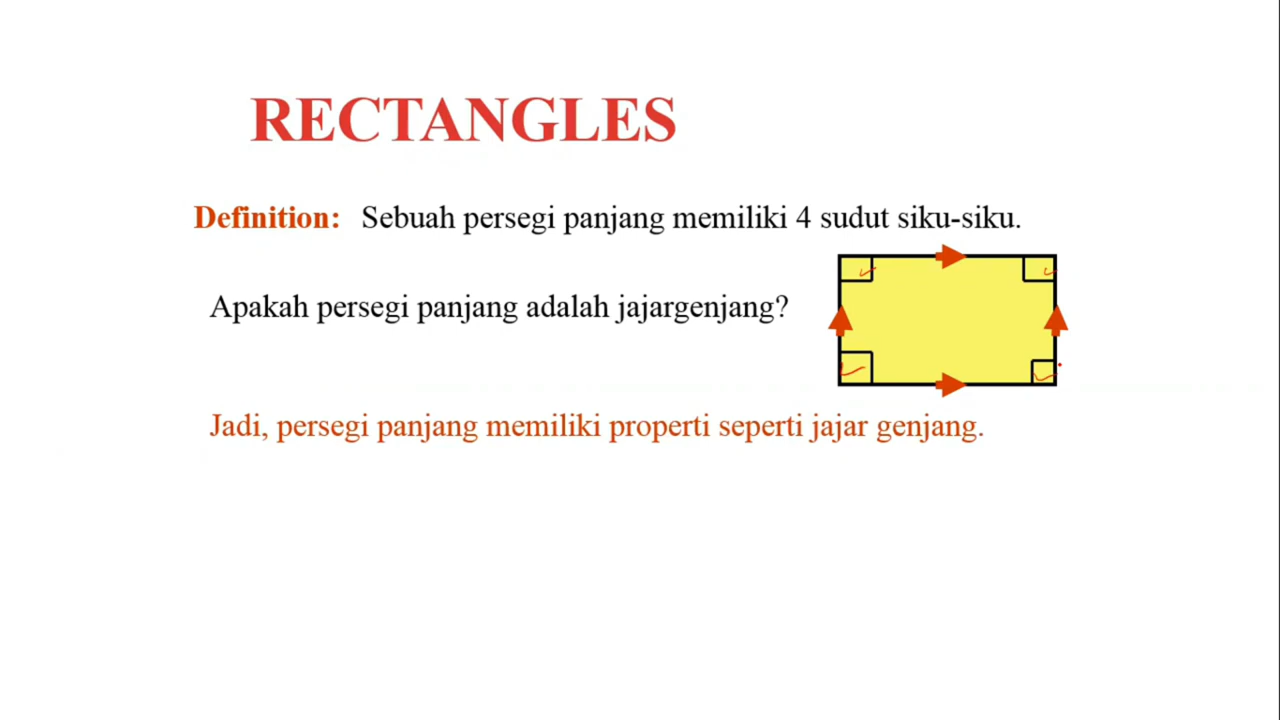 RECTANGLES
Definition: Sebuah persegi panjang memiliki 4 sudut siku-siku.
Apakah persegi panjang adalah jajargenjang?
Jadi, persegi panjang memiliki properti seperti jajar genjang.